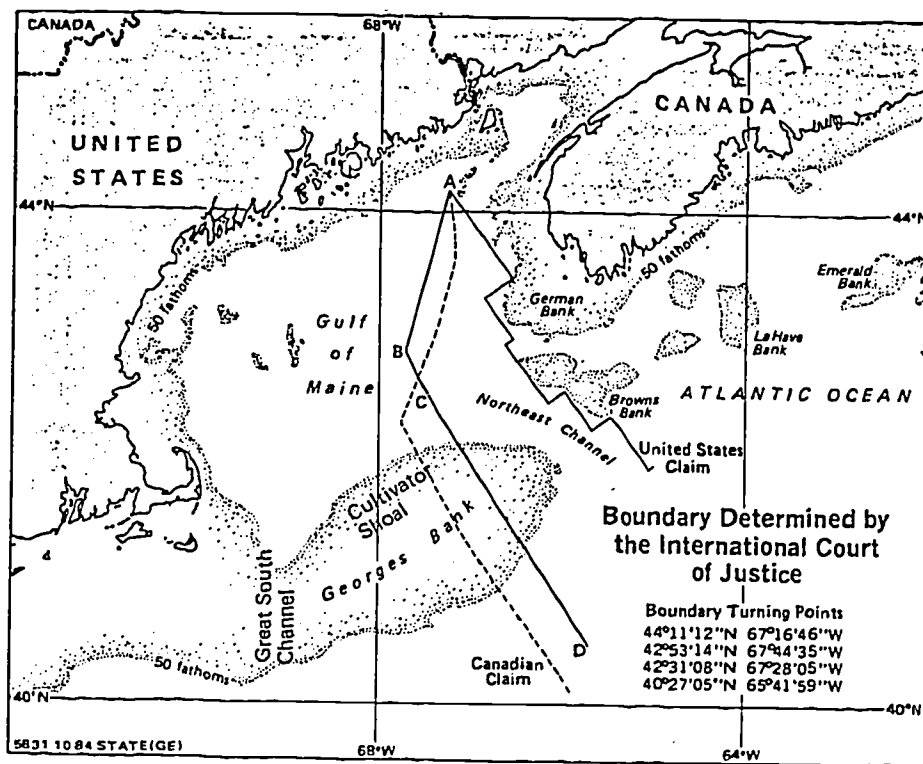 CANADA
68°W
UNITED
STATES
CANADA
A
44°N
44°N
50 fathoms
50 fathoms
Emerald
Bank
German
Bank
Gulf
of
Maine
B
LaHave
Bank
C
Browns
Bank
ATLANTIC OCEAN
Northeast Channel
United States
Claim
Cultivator
Shoal
Georges Bank
Great South
Channel
Boundary Determined by
the International Court
of Justice
Boundary Turning Points
44°11'12"N 67°16'46"W
42°53'14"N 67°44'35"W
42°31'08"N 67°28'05"W
40°27'05"N 65°41'59"W
D
Canadian
Claim
50 fathoms
40°N
40°N
5831 10 84 STATE(GE)
68°W
64°W